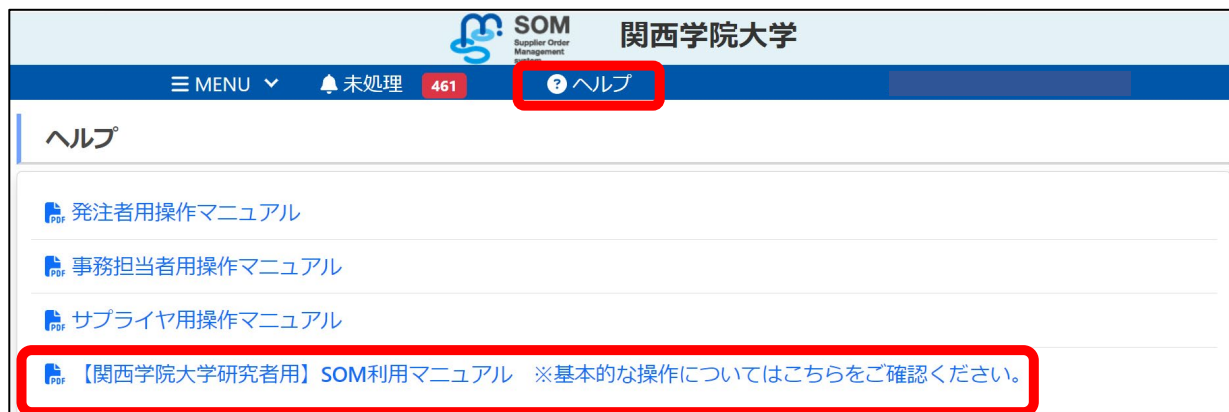 SOM
Supplier Order
Management
system
関西学院大学
MENU
未処理 461
ヘルプ
ヘルプ
PDF 発注者用操作マニュアル
PDF 事務担当者用操作マニュアル
PDF サプライヤ用操作マニュアル
PDF 【関西学院大学研究者用】SOM利用マニュアル　※基本的な操作についてはこちらをご確認ください。